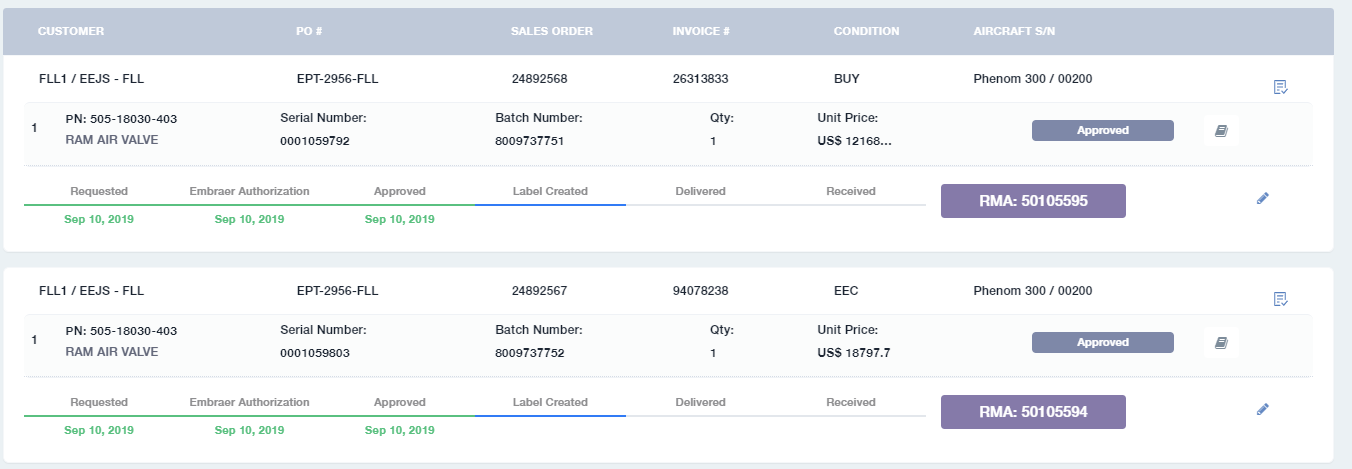 CUSTOMER PO # SALES ORDER INVOICE # CONDITION AIRCRAFT S/N
FLL1 / EEJS - FLL EPT-2956-FLL 24892568 26313833 BUY Phenom 300 / 00200
1 PN: 505-18030-403 Serial Number: Batch Number: Qty: Unit Price: Approved
RAM AIR VALVE 0001059792 8009737751 1 US$ 12168...
Requested Embraer Authorization Approved Label Created Delivered Received RMA: 50105595
Sep 10, 2019 Sep 10, 2019 Sep 10, 2019
FLL1 / EEJS - FLL EPT-2956-FLL 24892567 94078238 EEC Phenom 300 / 00200
1 PN: 505-18030-403 Serial Number: Batch Number: Qty: Unit Price: Approved
RAM AIR VALVE 0001059803 8009737752 1 US$ 18797.7
Requested Embraer Authorization Approved Label Created Delivered Received RMA: 50105594
Sep 10, 2019 Sep 10, 2019 Sep 10, 2019